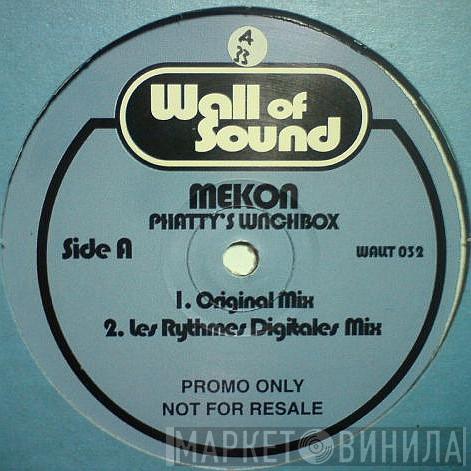 A
33
Wall of
Sound
MEKON
PHATTY'S LUNCHBOX
Side A
WALLT 032
1. Original Mix
2. Les Rythmes Digitales Mix
PROMO ONLY
NOT FOR RESALE
МАРКЕТ ВИНИЛА